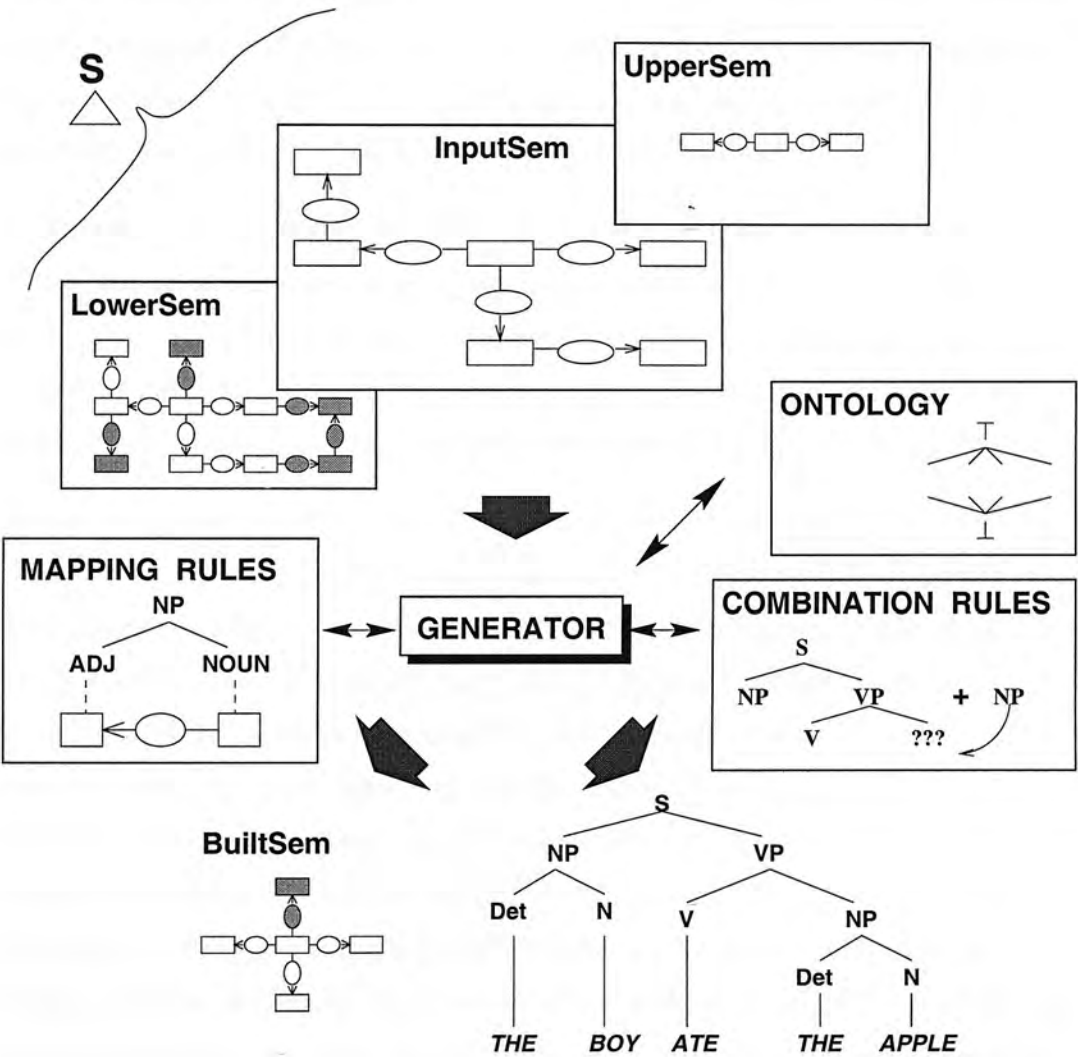 S
UpperSem
InputSem
LowerSem
ONTOLOGY
MAPPING RULES
NP
ADJ NOUN
GENERATOR
COMBINATION RULES
S
NP VP + NP
V ???
BuiltSem
S
NP VP
Det N V NP
Det N
THE BOY ATE THE APPLE